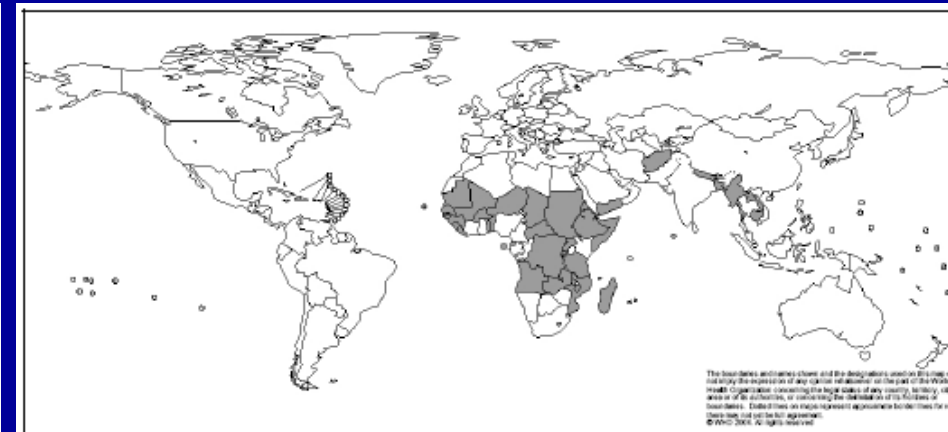 The boundaries and names shown and the designations used on this map do
not imply the expression of any opinion whatsoever on the part of the World
Health Organization concerning the legal status of any country, territory, ci
area or of its authorities, or concerning the delimitation of its frontiers or
boundaries. Dotted lines on maps represent approximate border lines for w
there may not yet be full agreement.
© WHO 2004. All rights reserved